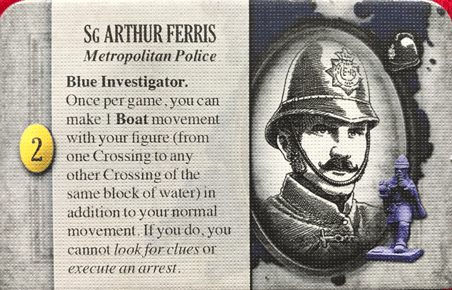 SG ARTHUR FERRIS
Metropolitan Police
Blue Investigator.
Once per game, you can
make 1 Boat movement
with your figure (from
one Crossing to any
other Crossing of the
same block of water) in
addition to your normal
movement. If you do, you
cannot look for clues or
execute an arrest.
2